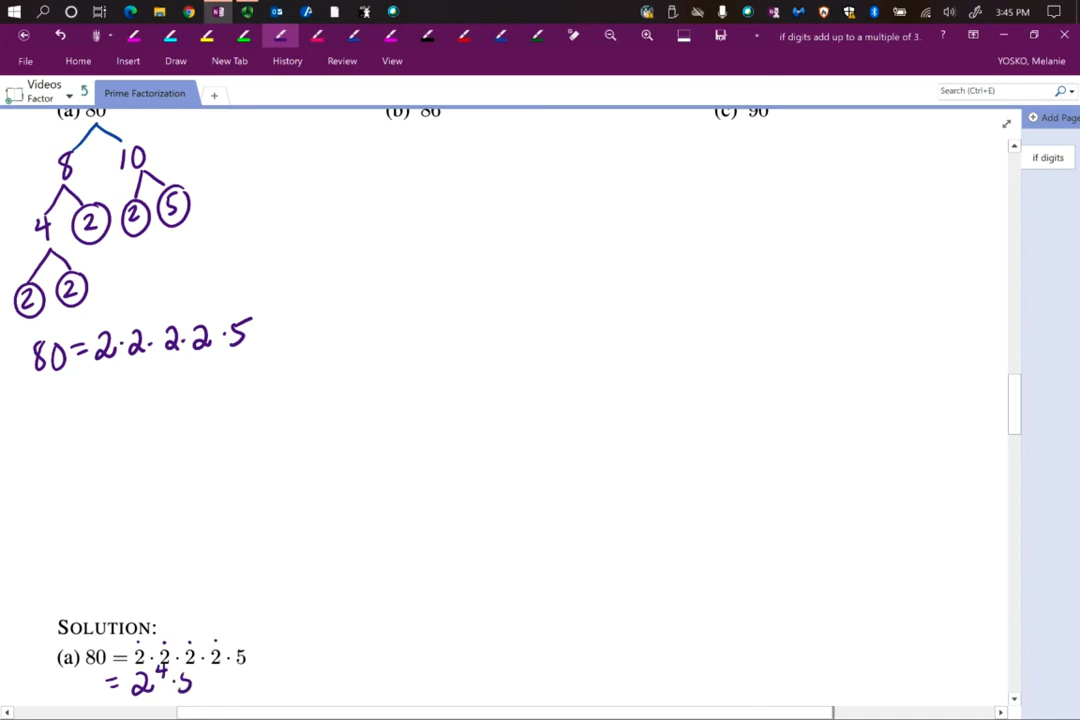 3:45 PM
if digits add up to a multiple of 3.
?
File Home Insert Draw New Tab History Review View
YOSKO, Melanie
Videos
Factor
Prime Factorization
+
Search (Ctrl+E)
Add Page
if digits
(a) 80 (b) 86 (c) 90
8 10
4 2 2 5
2 2
80 = 2 · 2 · 2 · 2 · 5
SOLUTION:
(a) 80 = 2 · 2 · 2 · 2 · 5
= 2⁴ · 5